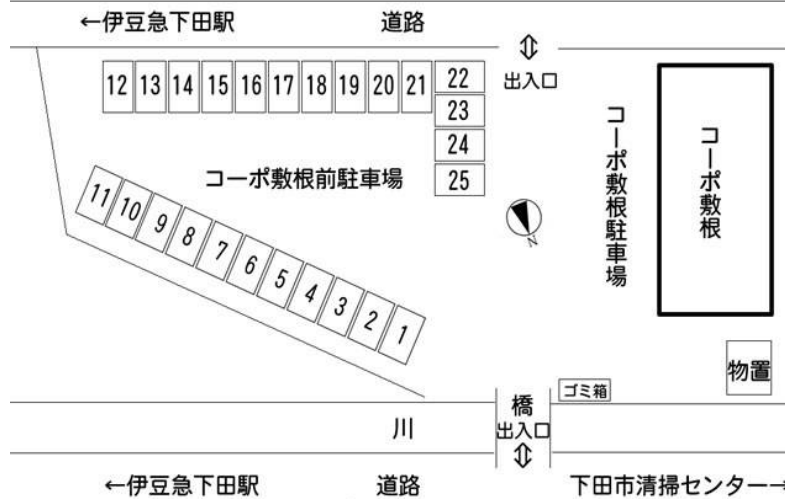 ←伊豆急下田駅
道路
出入口
12 13 14 15 16 17 18 19 20 21
22
23
24
25
コーポ敷根前駐車場
コーポ敷根駐車場
コーポ敷根
N
11 10 9 8 7 6 5 4 3 2 1
物置
ゴミ箱
橋
出入口
川
←伊豆急下田駅
道路
下田市清掃センター→